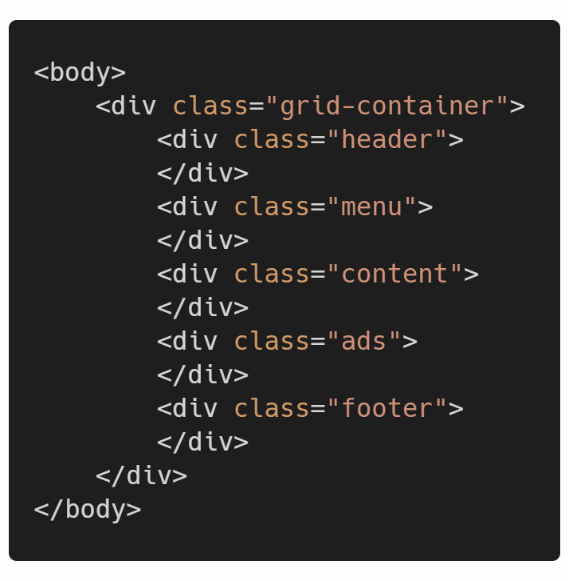 <body>
    <div class="grid-container">
        <div class="header">
        </div>
        <div class="menu">
        </div>
        <div class="content">
        </div>
        <div class="ads">
        </div>
        <div class="footer">
        </div>
    </div>
</body>